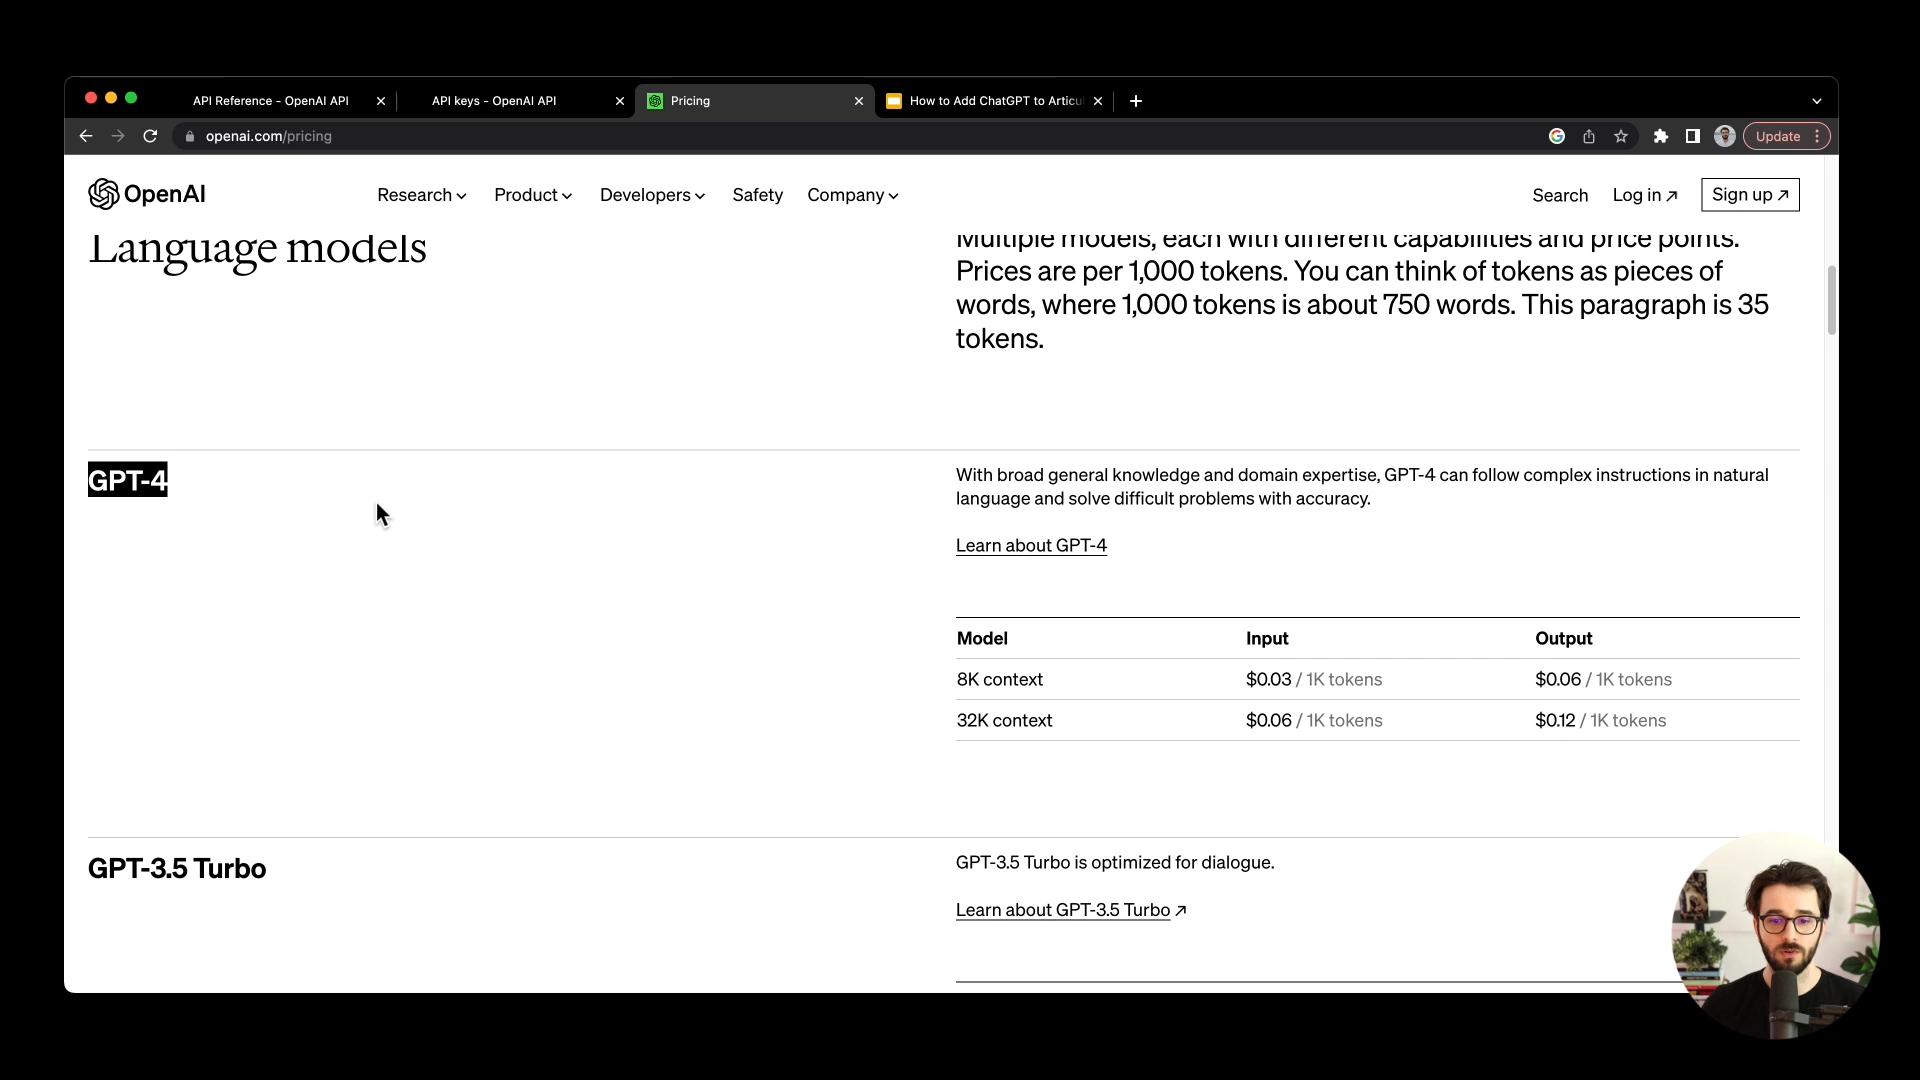 API Reference - OpenAI API
API keys - OpenAI API
Pricing
How to Add ChatGPT to Articu
openai.com/pricing
Update
OpenAI
Research
Product
Developers
Safety
Company
Search
Log in ↗
Sign up ↗
Language models
Multiple models, each with different capabilities and price points.
Prices are per 1,000 tokens. You can think of tokens as pieces of
words, where 1,000 tokens is about 750 words. This paragraph is 35
tokens.
GPT-4
With broad general knowledge and domain expertise, GPT-4 can follow complex instructions in natural
language and solve difficult problems with accuracy.
Learn about GPT-4
Model Input Output
8K context $0.03 / 1K tokens $0.06 / 1K tokens
32K context $0.06 / 1K tokens $0.12 / 1K tokens
GPT-3.5 Turbo
GPT-3.5 Turbo is optimized for dialogue.
Learn about GPT-3.5 Turbo ↗